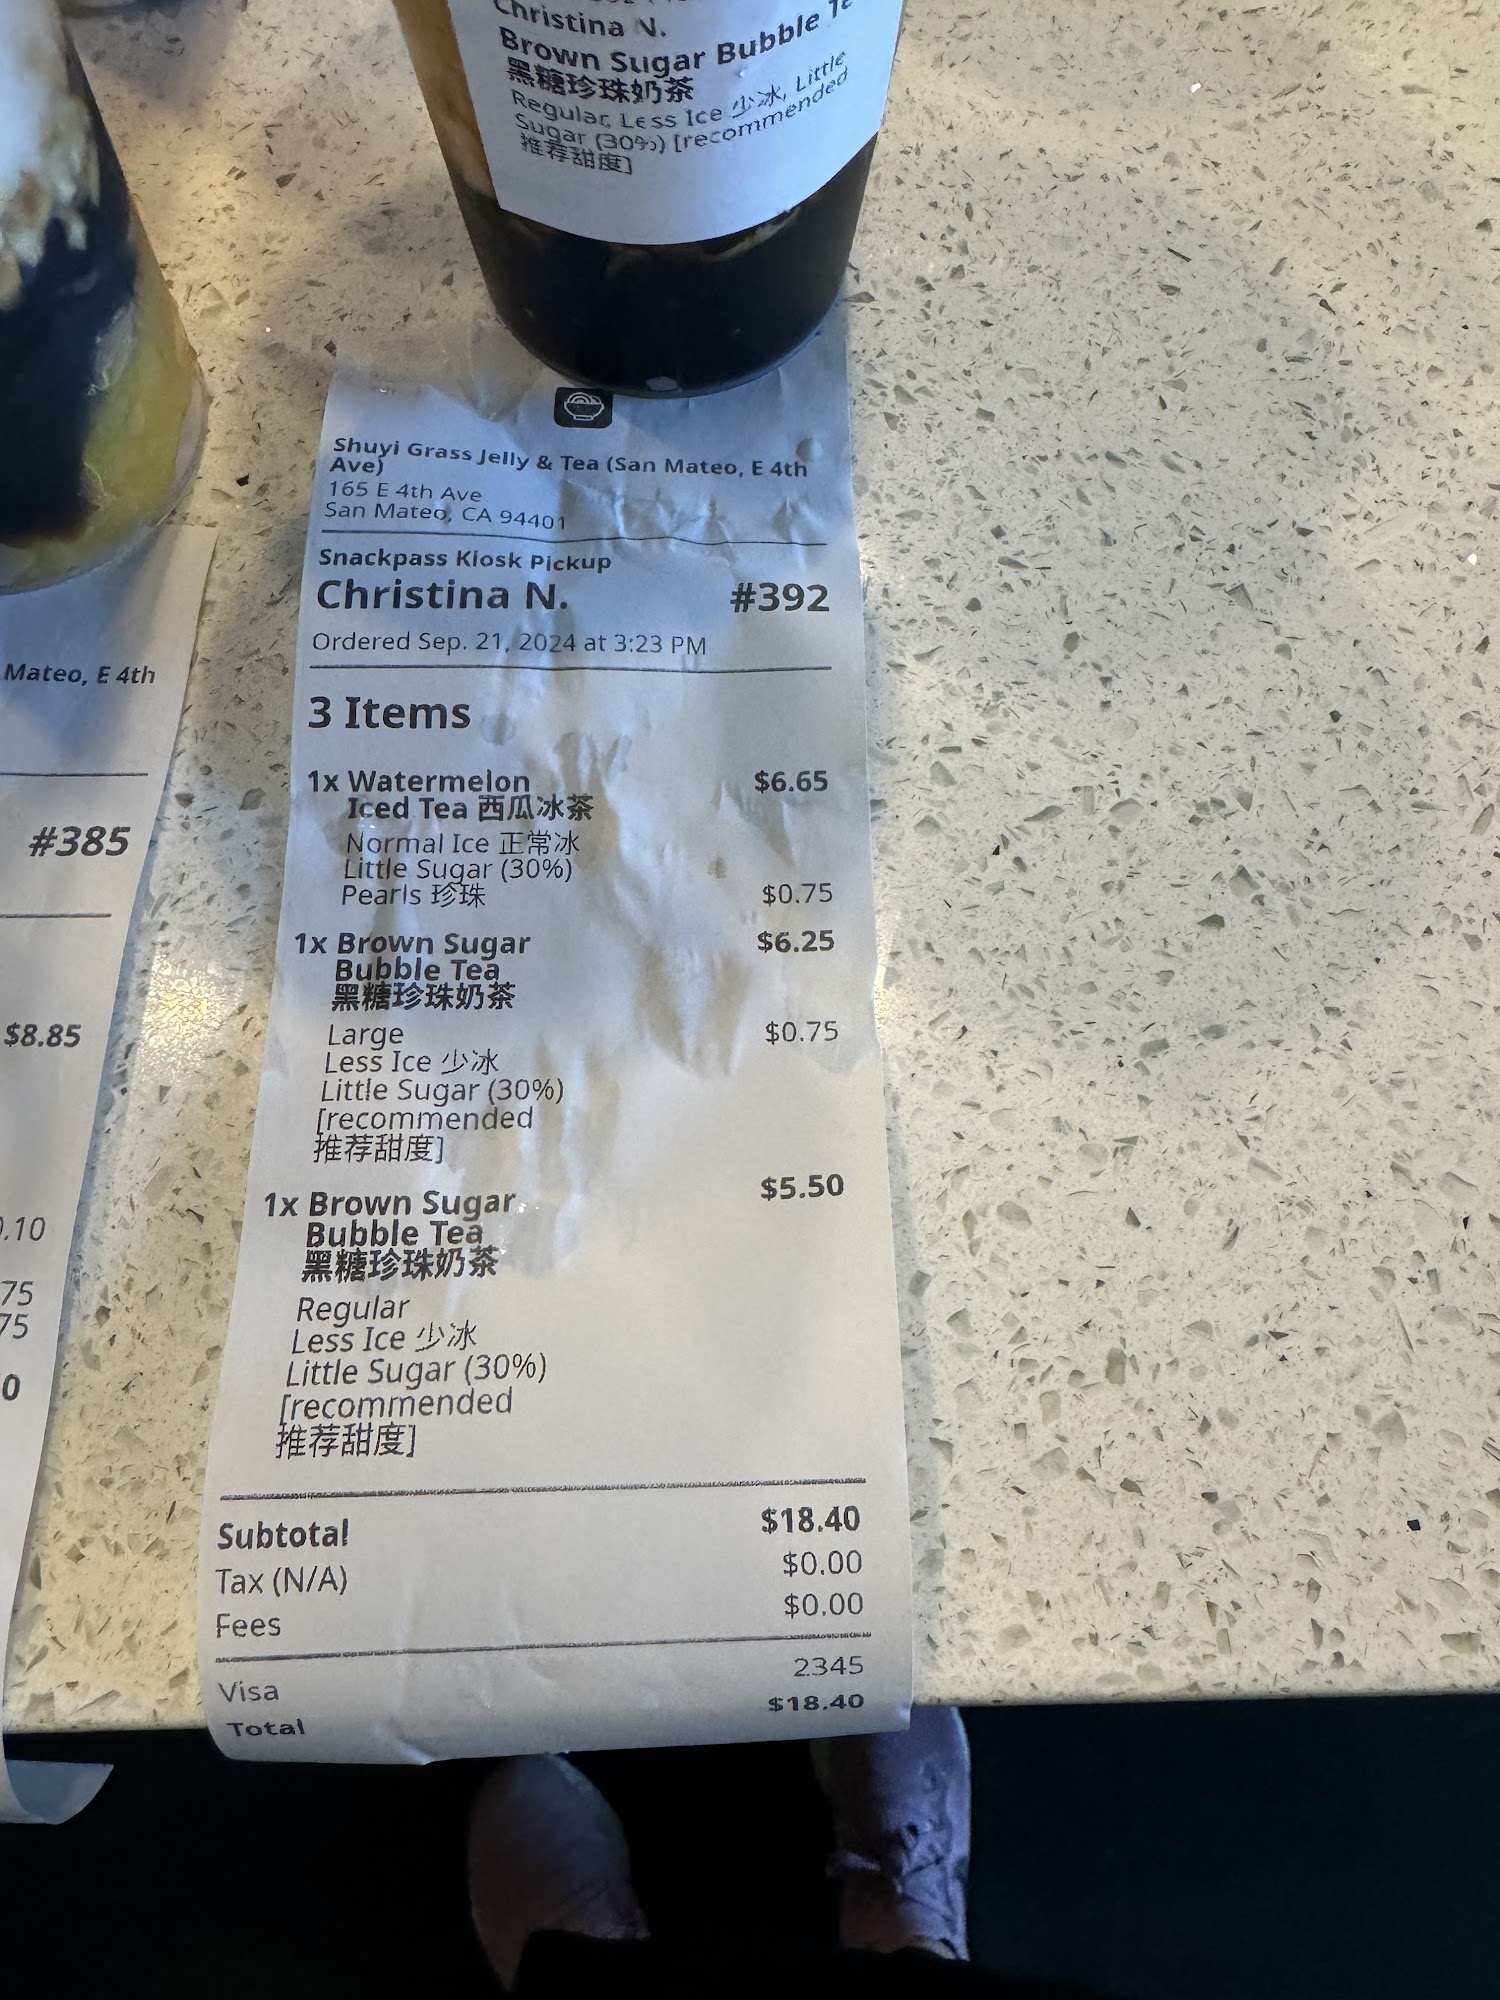 Christina N.
Brown Sugar Bubble
黑糖珍珠奶茶
Regular, Less Ice 少冰, Little
Sugar (30%) [recommended
推荐甜度]
Shuyi Grass Jelly & Tea (San Mateo, E 4th
Ave)
165 E 4th Ave
San Mateo, CA 94401
Snackpass Kiosk Pickup
Christina N. #392
Ordered Sep. 21, 2024 at 3:23 PM
3 Items
1x Watermelon $6.65
Iced Tea 西瓜冰茶
Normal Ice 正常冰
Little Sugar (30%)
Pearls 珍珠 $0.75
1x Brown Sugar $6.25
Bubble Tea
黑糖珍珠奶茶
Large $0.75
Less Ice 少冰
Little Sugar (30%)
[recommended
推荐甜度]
1x Brown Sugar $5.50
Bubble Tea
黑糖珍珠奶茶
Regular
Less Ice 少冰
Little Sugar (30%)
[recommended
推荐甜度]
Subtotal $18.40
Tax (N/A) $0.00
Fees $0.00
Visa 2345
Total $18.40
Mateo, E 4th
#385
$8.85
.10
75
75
0